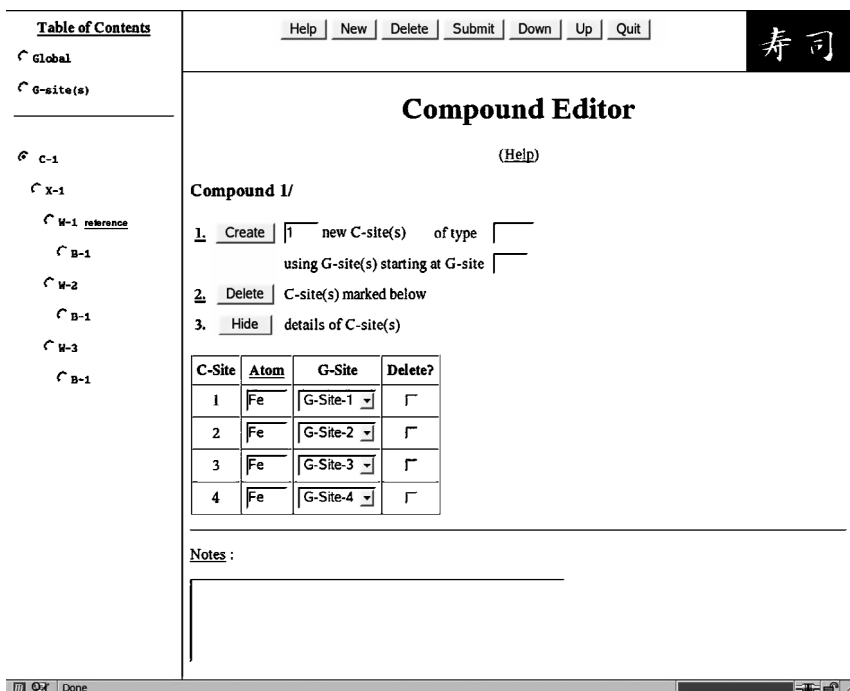 Table of Contents
Global
G-site(s)
C-1
X-1
W-1 reference
B-1
W-2
B-1
W-3
B-1
Help New Delete Submit Down Up Quit
寿司
Compound Editor
(Help)
Compound 1/
1. Create 1 new C-site(s) of type
using G-site(s) starting at G-site
2. Delete C-site(s) marked below
3. Hide details of C-site(s)
C-Site Atom G-Site Delete?
1 Fe G-Site-1
2 Fe G-Site-2
3 Fe G-Site-3
4 Fe G-Site-4
Notes :
Done